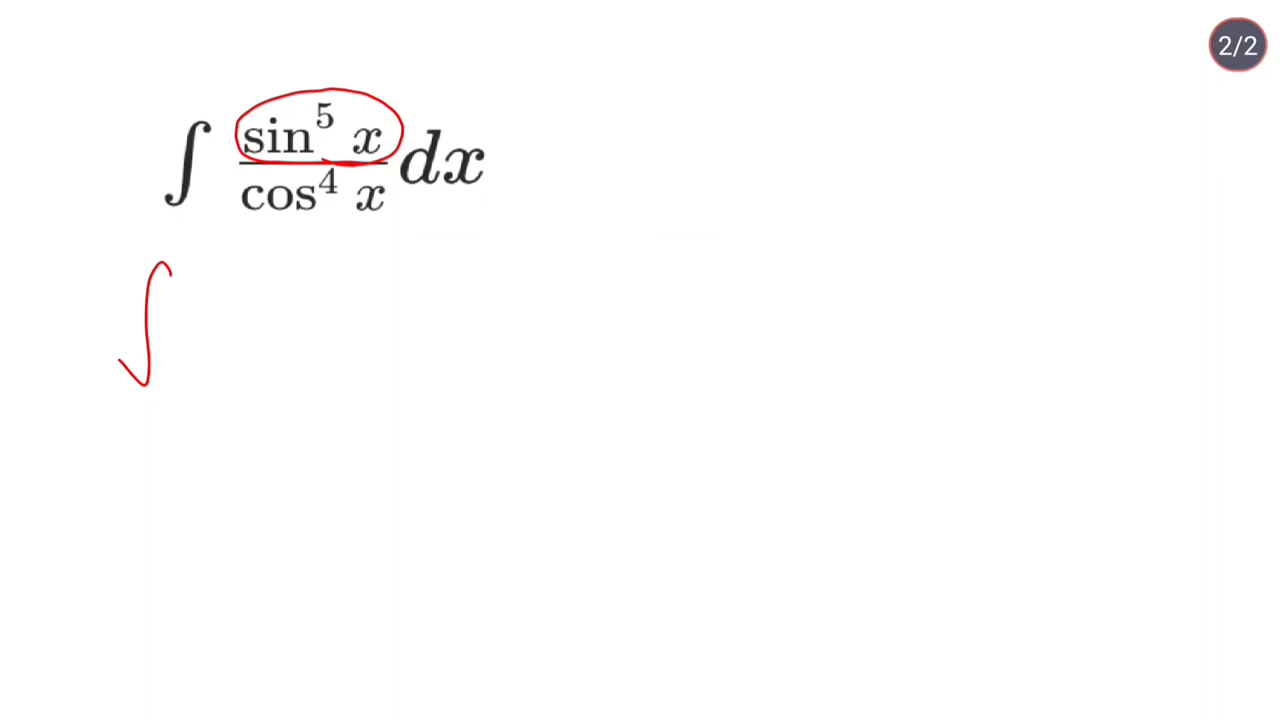 2/2
∫ sin⁵ x / cos⁴ x dx
∫